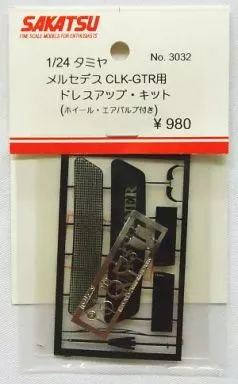 SAKATSU
FINE SCALE MODELS FOR ENTHUSIASTS
No. 3032
1/24 タミヤ
メルセデス CLK-GTR用
ドレスアップ・キット
(ホイール・エアバルブ付き)
¥ 980